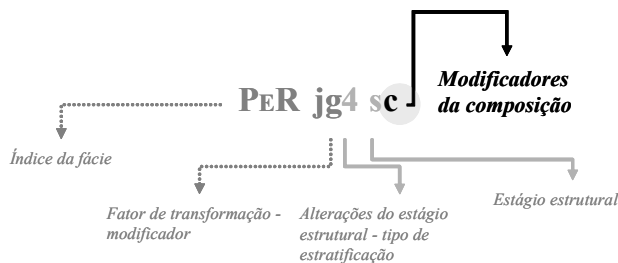 Modificadores
da composição
PER jg4 sc
Índice da fácie
Fator de transformação -
modificador
Alterações do estágio
estrutural - tipo de
estratificação
Estágio estrutural